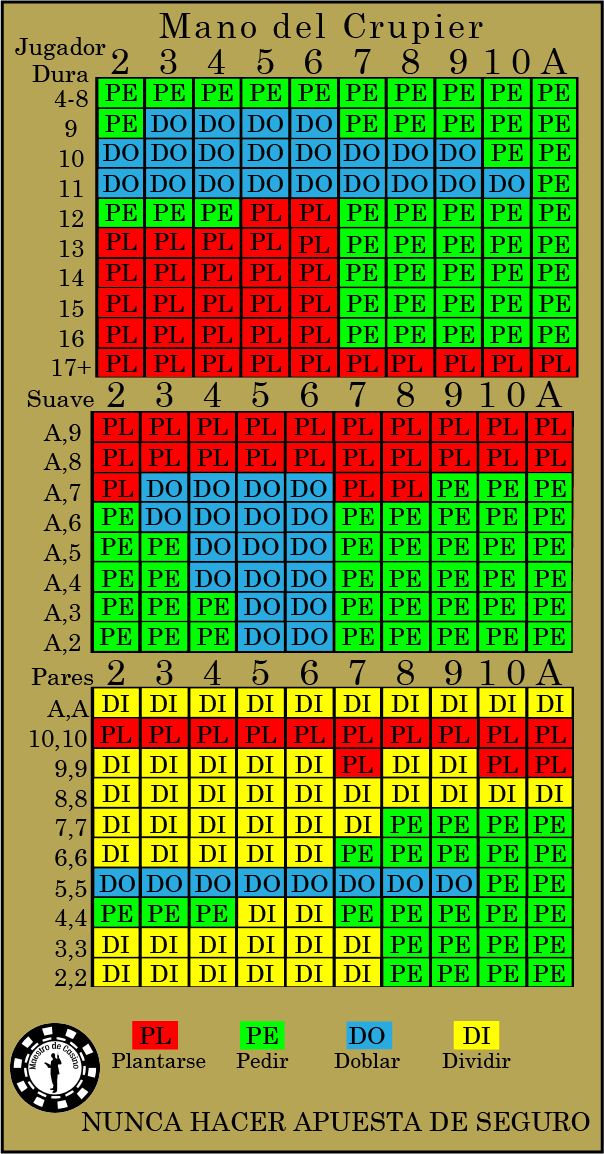 Mano del Crupier
Jugador
Dura 2 3 4 5 6 7 8 9 10 A
4-8 PE PE PE PE PE PE PE PE PE PE
9 PE DO DO DO DO PE PE PE PE PE
10 DO DO DO DO DO DO DO DO PE PE
11 DO DO DO DO DO DO DO DO DO PE
12 PE PE PE PL PL PE PE PE PE PE
13 PL PL PL PL PL PE PE PE PE PE
14 PL PL PL PL PL PE PE PE PE PE
15 PL PL PL PL PL PE PE PE PE PE
16 PL PL PL PL PL PE PE PE PE PE
17+ PL PL PL PL PL PL PL PL PL PL
Suave 2 3 4 5 6 7 8 9 10 A
A,9 PL PL PL PL PL PL PL PL PL PL
A,8 PL PL PL PL PL PL PL PL PL PL
A,7 PL DO DO DO DO PL PL PE PE PE
A,6 PE DO DO DO DO PE PE PE PE PE
A,5 PE PE DO DO DO PE PE PE PE PE
A,4 PE PE DO DO DO PE PE PE PE PE
A,3 PE PE PE DO DO PE PE PE PE PE
A,2 PE PE PE DO DO PE PE PE PE PE
Pares 2 3 4 5 6 7 8 9 10 A
A,A DI DI DI DI DI DI DI DI DI DI
10,10 PL PL PL PL PL PL PL PL PL PL
9,9 DI DI DI DI DI PL DI DI PL PL
8,8 DI DI DI DI DI DI DI DI DI DI
7,7 DI DI DI DI DI DI PE PE PE PE
6,6 DI DI DI DI DI PE PE PE PE PE
5,5 DO DO DO DO DO DO DO DO PE PE
4,4 PE PE PE DI DI PE PE PE PE PE
3,3 DI DI DI DI DI DI PE PE PE PE
2,2 DI DI DI DI DI DI PE PE PE PE
PL PE DO DI
Plantarse Pedir Doblar Dividir
Maestro de Casino
NUNCA HACER APUESTA DE SEGURO